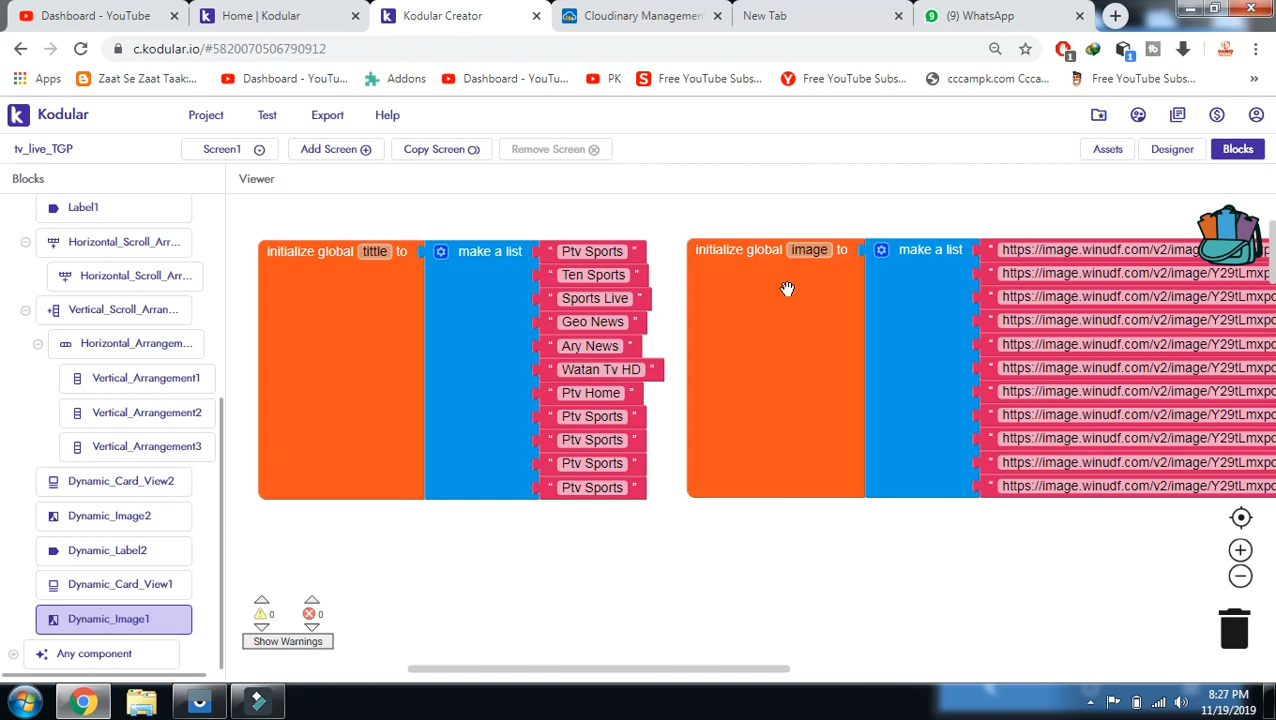 Dashboard - YouTube
Home | Kodular
Kodular Creator
Cloudinary Management
New Tab
(9) WhatsApp
c.kodular.io/#5820070506790912
Apps
Zaat Se Zaat Taak:...
Dashboard - YouTu...
Addons
Dashboard - YouTu...
PK
Free YouTube Subs...
Free YouTube Subs...
cccampk.com Ccca...
Free YouTube Subs...
Kodular
Project
Test
Export
Help
tv_live_TGP
Screen1
Add Screen
Copy Screen
Remove Screen
Assets
Designer
Blocks
Blocks
Viewer
Label1
Horizontal_Scroll_Arr...
Horizontal_Scroll_Arr...
Vertical_Scroll_Arran...
Horizontal_Arrangem...
Vertical_Arrangement1
Vertical_Arrangement2
Vertical_Arrangement3
Dynamic_Card_View2
Dynamic_Image2
Dynamic_Label2
Dynamic_Card_View1
Dynamic_Image1
Any component
initialize global tittle to
make a list
“ Ptv Sports ”
“ Ten Sports ”
“ Sports Live ”
“ Geo News ”
“ Ary News ”
“ Watan Tv HD ”
“ Ptv Home ”
“ Ptv Sports ”
“ Ptv Sports ”
“ Ptv Sports ”
“ Ptv Sports ”
initialize global image to
make a list
“ https://image.winudf.com/v2/imag
“ https://image.winudf.com/v2/image/Y29tLmxp
“ https://image.winudf.com/v2/image/Y29tLmxpc
“ https://image.winudf.com/v2/image/Y29tLmxpc
“ https://image.winudf.com/v2/image/Y29tLmxpc
“ https://image.winudf.com/v2/image/Y29tLmxpc
“ https://image.winudf.com/v2/image/Y29tLmxpc
“ https://image.winudf.com/v2/image/Y29tLmxpc
“ https://image.winudf.com/v2/image/Y29tLmxpc
“ https://image.winudf.com/v2/image/Y29tLmxpc
“ https://image.winudf.com/v2/image/Y29tLmxpc
0
0
Show Warnings
8:27 PM
11/19/2019